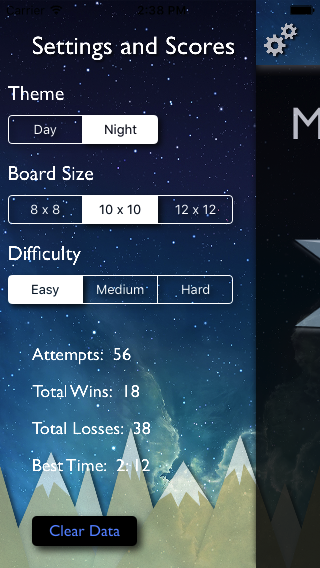 Carrier 2:38 PM
Settings and Scores
Theme
Day Night
Board Size
8 x 8 10 x 10 12 x 12
Difficulty
Easy Medium Hard
Attempts: 56
Total Wins: 18
Total Losses: 38
Best Time: 2:12
Clear Data
M